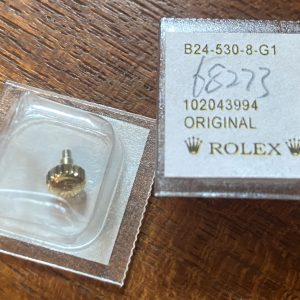 B24-530-8-G1
68273
102043994
ORIGINAL
ROLEX